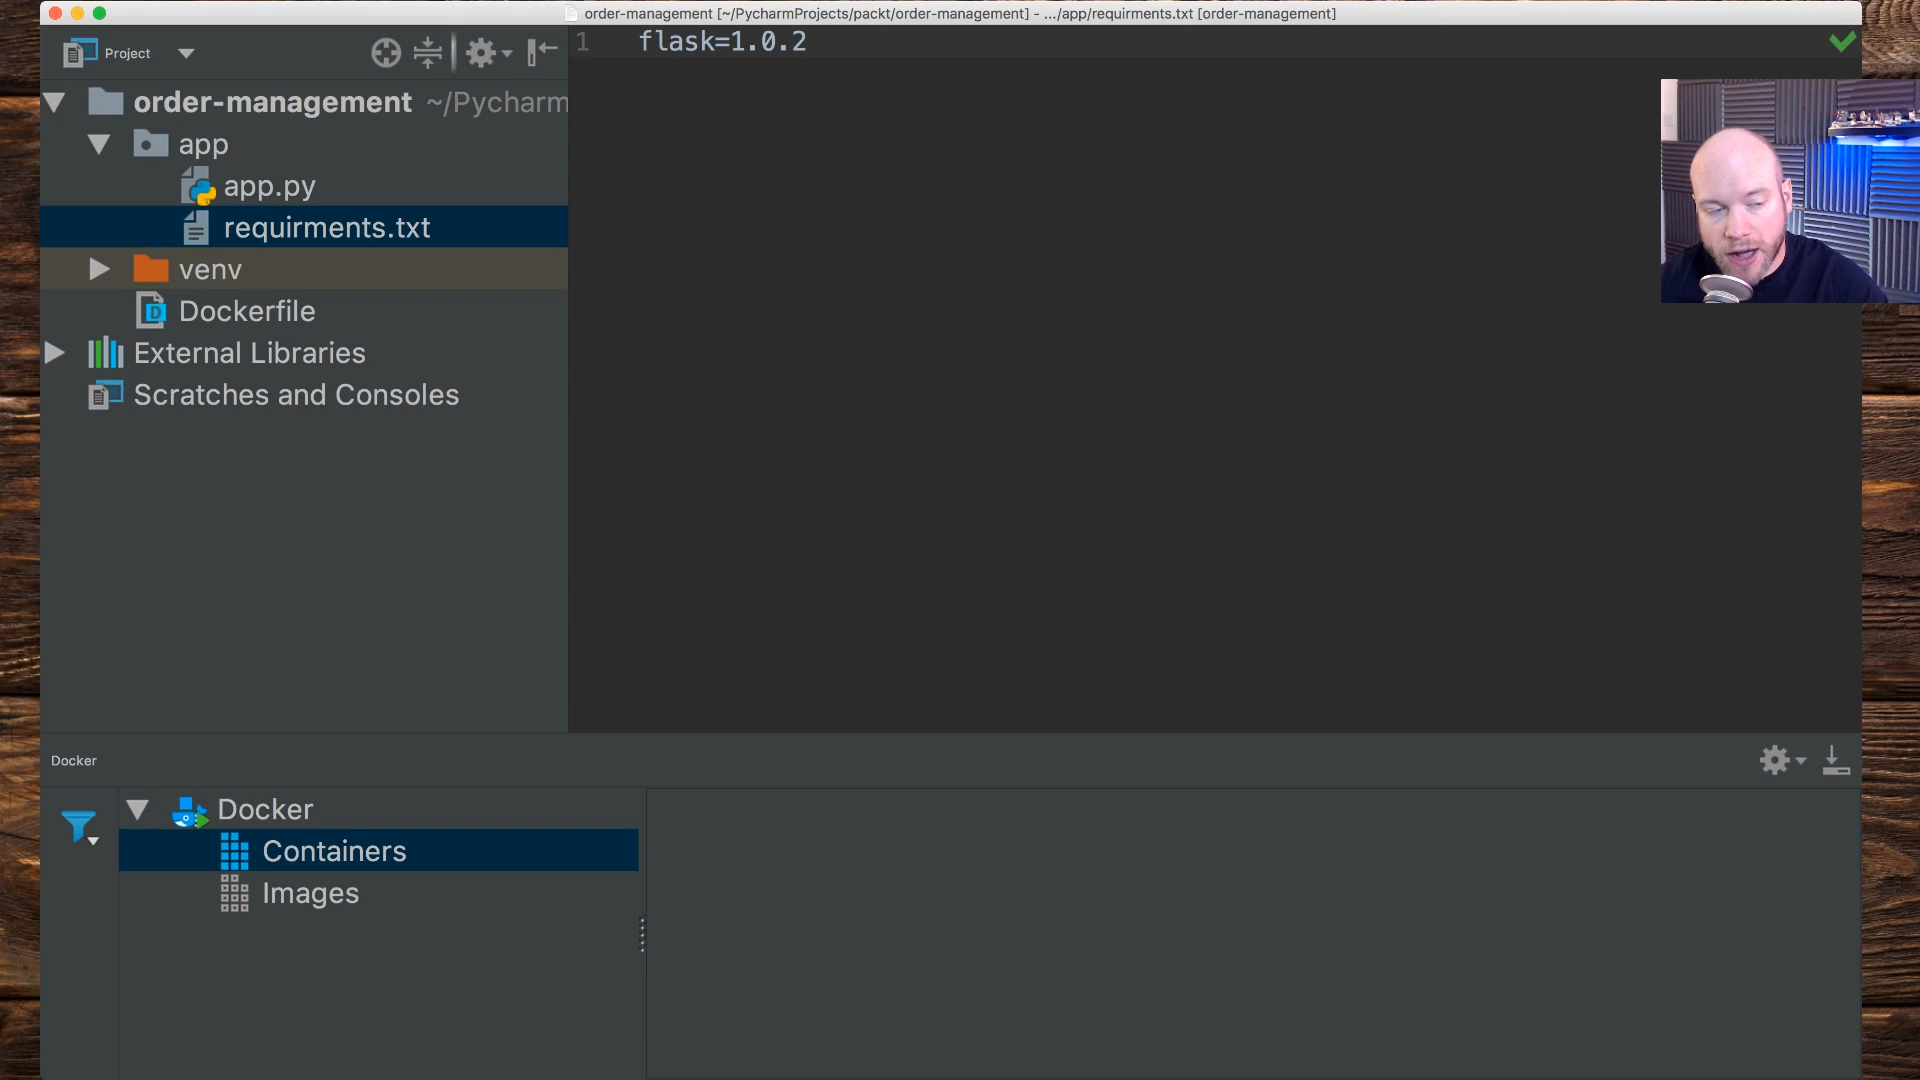 order-management [~/PycharmProjects/packt/order-management] - .../app/requirments.txt [order-management]
Project
1 flask=1.0.2
order-management ~/Pycharm
app
app.py
requirments.txt
venv
Dockerfile
External Libraries
Scratches and Consoles
Docker
Docker
Containers
Images